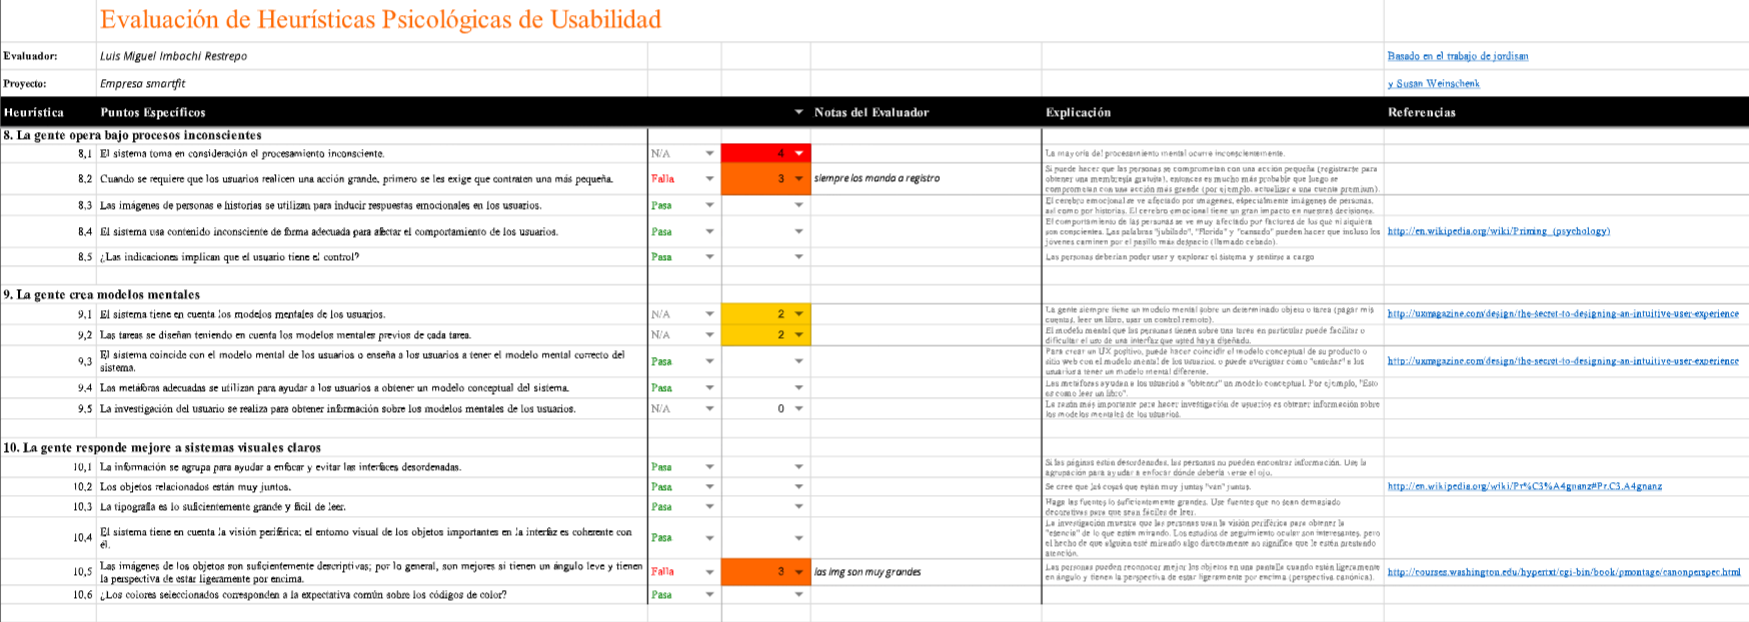 Evaluación de Heurísticas Psicológicas de Usabilidad
Evaluador: Luis Miguel Imbachi Restrepo Basado en el trabajo de jordisan
Proyecto: Empresa smartfit y Susan Weinschenk
Heurística Puntos Específicos Notas del Evaluador Explicación Referencias
8. La gente opera bajo procesos inconscientes
8,1 El sistema toma en consideración el procesamiento inconsciente. N/A 4 La mayoría del procesamiento mental ocurre inconscientemente.
8,2 Cuando se requiere que los usuarios realicen una acción grande, primero se les exige que contraten una más pequeña. Falla 3 siempre los manda a registro
Si puede hacer que las personas se comprometan con una acción pequeña (registrarte para
obtener una membresía gratuita), entonces es mucho más probable que luego se
comprometan con una acción más grande (por ejemplo, actualizar a una cuenta premium).
8,3 Las imágenes de personas e historias se utilizan para inducir respuestas emocionales en los usuarios. Pasa
El cerebro emocional se ve afectado por imágenes, especialmente imágenes de personas,
así como por historias. El cerebro emocional tiene un gran impacto en nuestras decisiones.
8,4 El sistema usa contenido inconsciente de forma adecuada para afectar el comportamiento de los usuarios. Pasa
El comportamiento de las personas se ve muy afectado por factores de los que ni siquiera
son conscientes. Las palabras "jubilado", "Florida" y "cansado" pueden hacer que incluso los
jóvenes caminen por el pasillo más despacio (llamado cebado).
http://en.wikipedia.org/wiki/Priming_(psychology)
8,5 ¿Las indicaciones implican que el usuario tiene el control? Pasa Las personas deberían poder user y explorar el sistema y sentirse a cargo
9. La gente crea modelos mentales
9,1 El sistema tiene en cuenta los modelos mentales de los usuarios. N/A 2
La gente siempre tiene un modelo mental sobre un determinado objeto o tarea (pagar mis
cuentas, leer un libro, usar un control remoto).
http://uxmagazine.com/design/the-secret-to-designing-an-intuitive-user-experience
9,2 Las tareas se diseñan teniendo en cuenta los modelos mentales previos de cada tarea. N/A 2
El modelo mental que las personas tienen sobre una tarea en particular puede facilitar o
dificultar el uso de una interfaz que usted haya diseñado.
9,3 El sistema coincide con el modelo mental de los usuarios o enseña a los usuarios a tener el modelo mental correcto del
sistema. Pasa
Para crear un UX positivo, puede hacer coincidir el modelo conceptual de su producto o
sitio web con el modelo mental de los usuarios, o puede averiguar como "enseñar" a los
usuarios a tener un modelo mental diferente.
http://uxmagazine.com/design/the-secret-to-designing-an-intuitive-user-experience
9,4 Las metáforas adecuadas se utilizan para ayudar a los usuarios a obtener un modelo conceptual del sistema. Pasa
Las metáforas ayudan a los usuarios a "obtener" un modelo conceptual. Por ejemplo, "Esto
es como leer un libro".
9,5 La investigación del usuario se realiza para obtener información sobre los modelos mentales de los usuarios. N/A 0
La razón más importante para hacer investigación de usuarios es obtener información sobre
los modelos mentales de los usuarios.
10. La gente responde mejore a sistemas visuales claros
10,1 La información se agrupa para ayudar a enfocar y evitar las interfaces desordenadas. Pasa
Si las páginas están desordenadas, las personas no pueden encontrar información. Use la
agrupación para ayudar a enfocar dónde debería verse el ojo.
10,2 Los objetos relacionados están muy juntos. Pasa Se cree que las cosas que están muy juntas "van" juntas. http://en.wikipedia.org/wiki/Pr%C3%A4gnanz#Pr.C3.A4gnanz
10,3 La tipografía es lo suficientemente grande y fácil de leer. Pasa
Haga las fuentes lo suficientemente grandes. Use fuentes que no sean demasiado
decorativas para que sean fáciles de leer.
10,4 El sistema tiene en cuenta la visión periférica; el entorno visual de los objetos importantes en la interfaz es coherente con
él. Pasa
La investigación muestra que las personas usan la visión periférica para obtener la
"esencia" de lo que están mirando. Los estudios de seguimiento ocular son interesantes, pero
el hecho de que alguien esté mirando algo directamente no significa que le estén prestando
atención.
10,5 Las imágenes de los objetos son suficientemente descriptivas; por lo general, son mejores si tienen un ángulo leve y tienen
la perspectiva de estar ligeramente por encima. Falla 3 las img son muy grandes
Las personas pueden reconocer mejor los objetos en una pantalla cuando están ligeramente
en ángulo y tienen la perspectiva de estar ligeramente por encima (perspectiva canónica).
http://courses.washington.edu/hypertxt/cgi-bin/book/pmontage/canonperspec.html
10,6 ¿Los colores seleccionados corresponden a la expectativa común sobre los códigos de color? Pasa